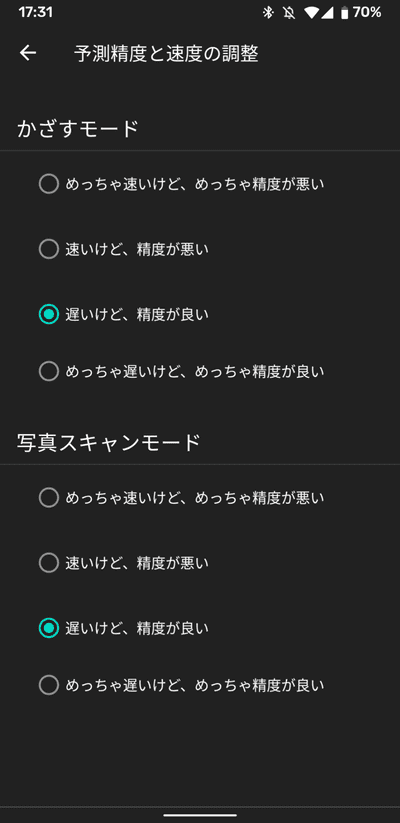 17:31
70%
予測精度と速度の調整
かざすモード
めっちゃ速いけど、めっちゃ精度が悪い
速いけど、精度が悪い
遅いけど、精度が良い
めっちゃ遅いけど、めっちゃ精度が良い
写真スキャンモード
めっちゃ速いけど、めっちゃ精度が悪い
速いけど、精度が悪い
遅いけど、精度が良い
めっちゃ遅いけど、めっちゃ精度が良い